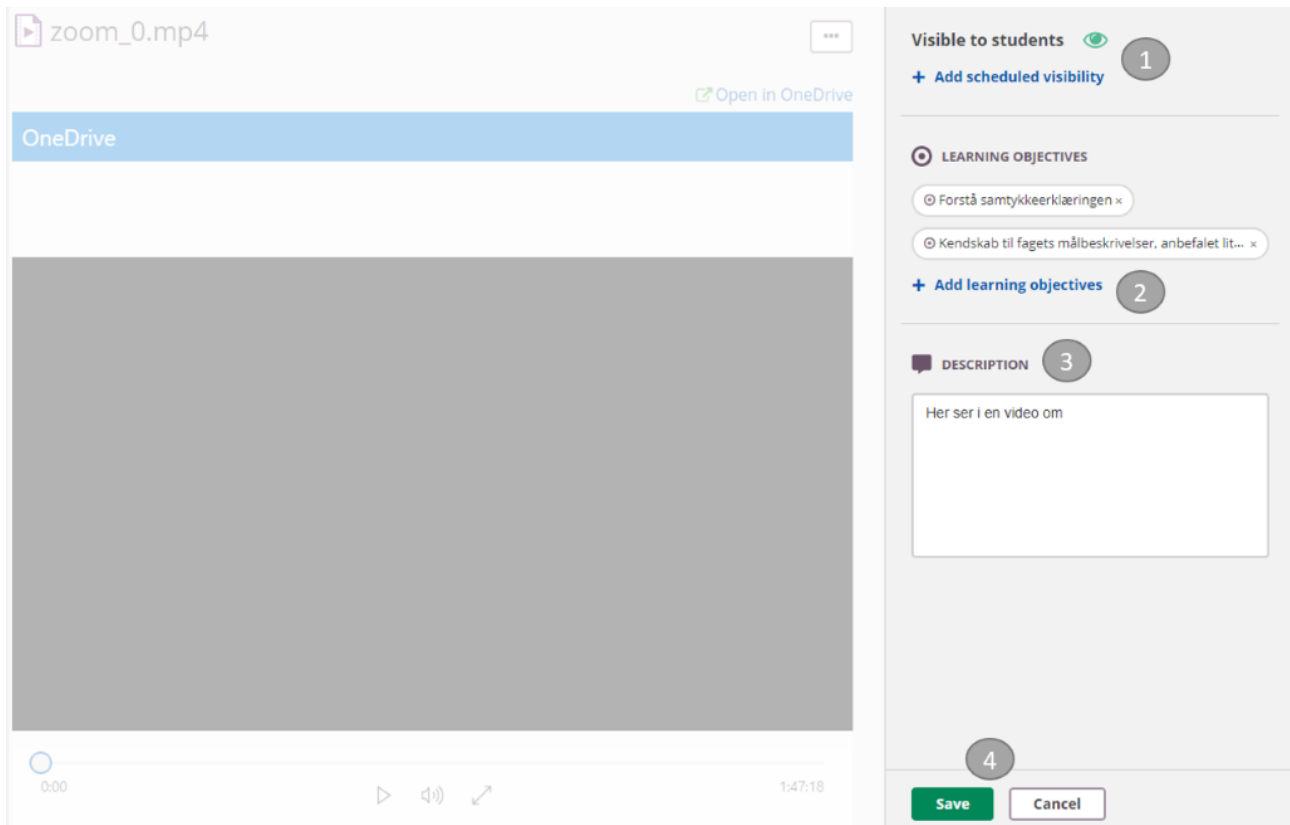 zoom_0.mp4
Open in OneDrive
OneDrive
0:00
1:47:18
Visible to students
1
+ Add scheduled visibility
LEARNING OBJECTIVES
Forstå samtykkeerklæringen ×
Kendskab til fagets målbeskrivelser, anbefalet lit... ×
+ Add learning objectives
2
DESCRIPTION
3
Her ser i en video om
4
Save
Cancel